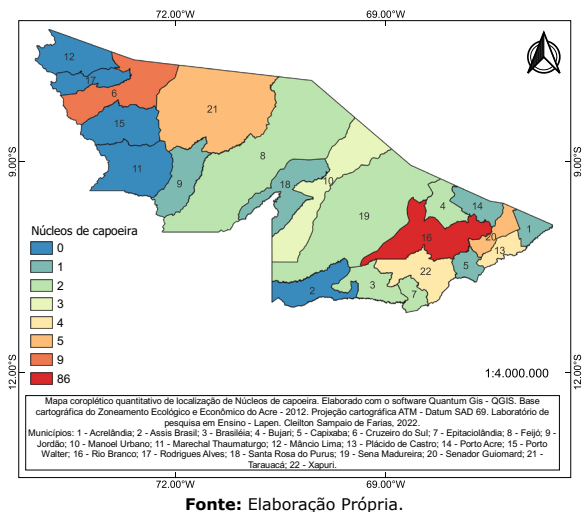 72.00°W
69.00°W
12
17
6
21
15
8
9.00°S
9.00°S
11
9
18
10
19
4
14
1
16
20
13
5
22
2
3
7
Núcleos de capoeira
0
1
2
3
4
5
9
86
12.00°S
12.00°S
1:4.000.000
Mapa coroplético quantitativo de localização de Núcleos de capoeira. Elaborado com o software Quantum Gis - QGIS. Base
cartográfica do Zoneamento Ecológico e Econômico do Acre - 2012. Projeção cartográfica ATM - Datum SAD 69. Laboratório de
pesquisa em Ensino - Lapen. Cleilton Sampaio de Farias, 2022.
Municípios: 1 - Acrelândia; 2 - Assis Brasil; 3 - Brasiléia; 4 - Bujari; 5 - Capixaba; 6 - Cruzeiro do Sul; 7 - Epitaciolândia; 8 - Feijó; 9 -
Jordão; 10 - Manoel Urbano; 11 - Marechal Thaumaturgo; 12 - Mâncio Lima; 13 - Plácido de Castro; 14 - Porto Acre; 15 - Porto
Walter; 16 - Rio Branco; 17 - Rodrigues Alves; 18 - Santa Rosa do Purus; 19 - Sena Madureira; 20 - Senador Guiomard; 21 -
Tarauacá; 22 - Xapuri.
72.00°W
69.00°W
Fonte: Elaboração Própria.